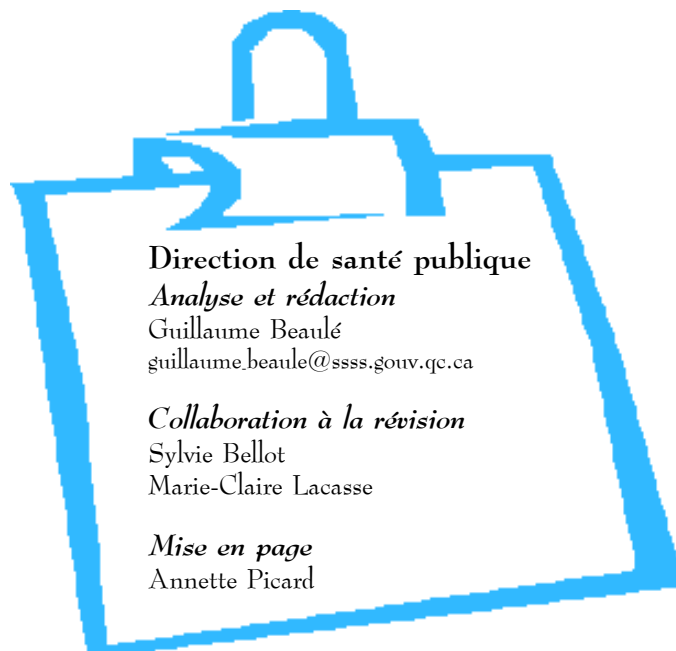 Direction de santé publique
Analyse et rédaction
Guillaume Beaulé
guillaume_beaule@ssss.gouv.qc.ca
Collaboration à la révision
Sylvie Bellot
Marie-Claire Lacasse
Mise en page
Annette Picard